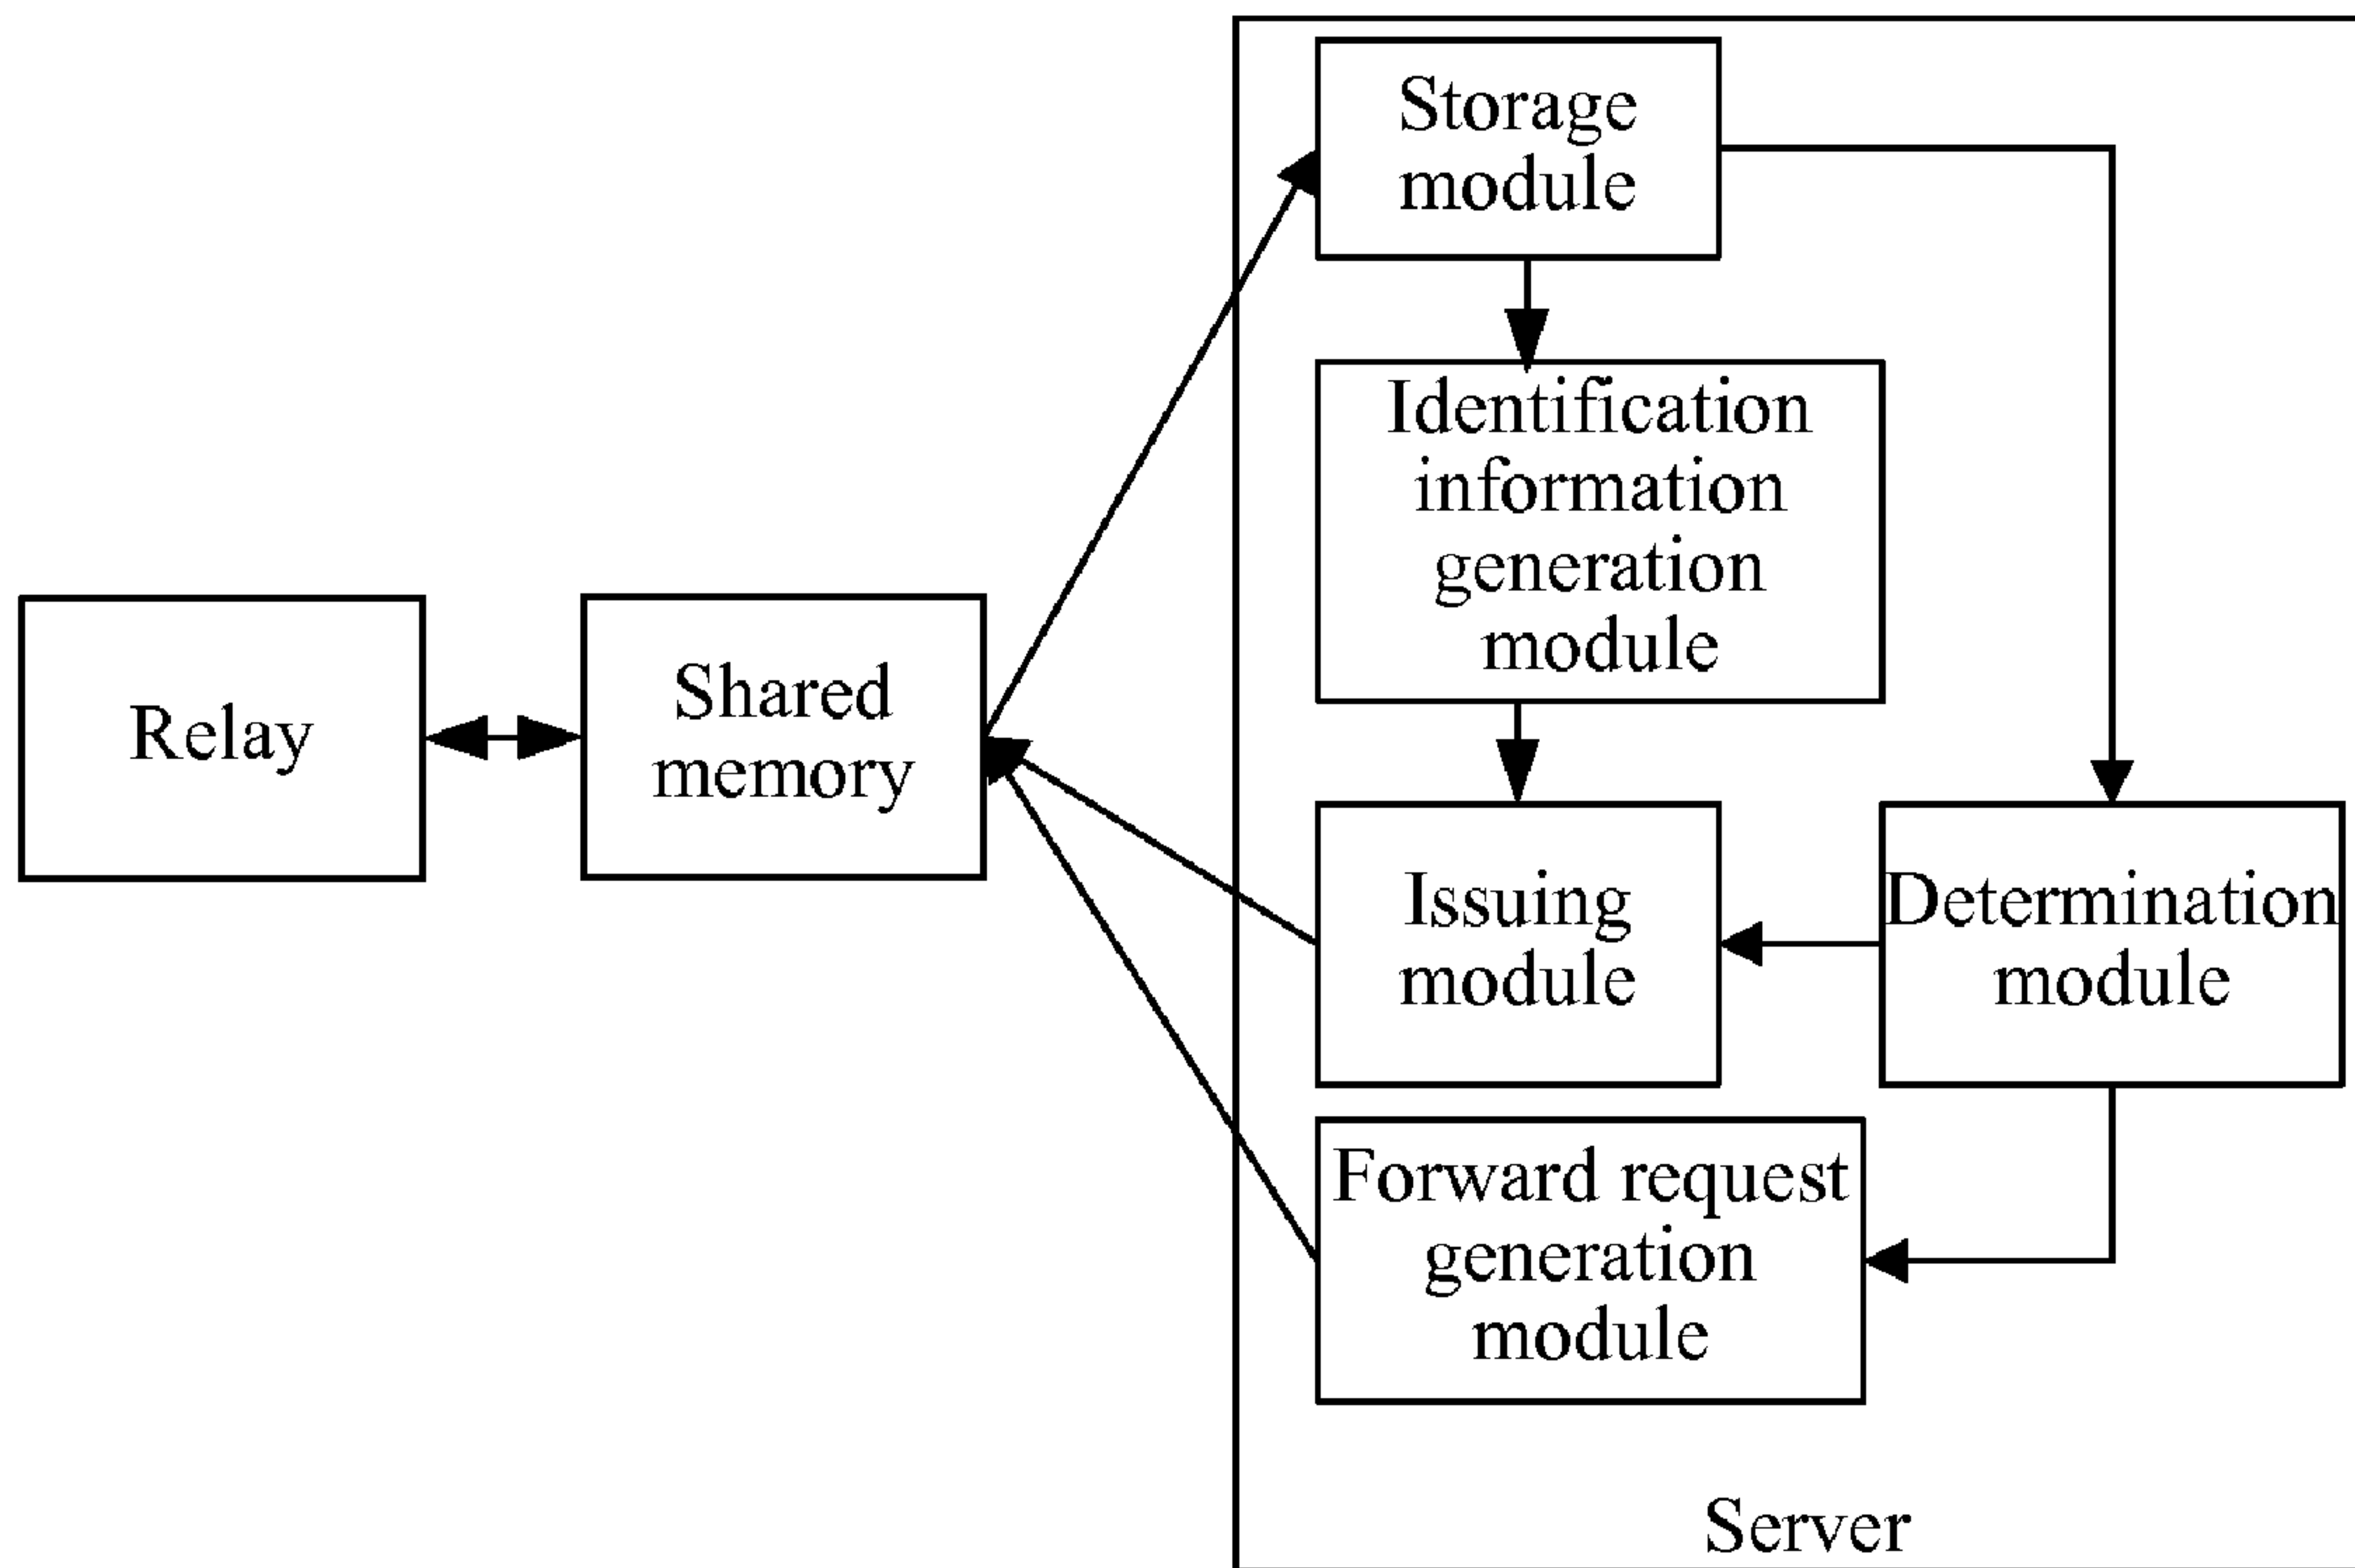 Storage
module
Identification
information
generation
module
Relay
Shared
memory
Issuing
module
Determination
module
Forward request
generation
module
Server